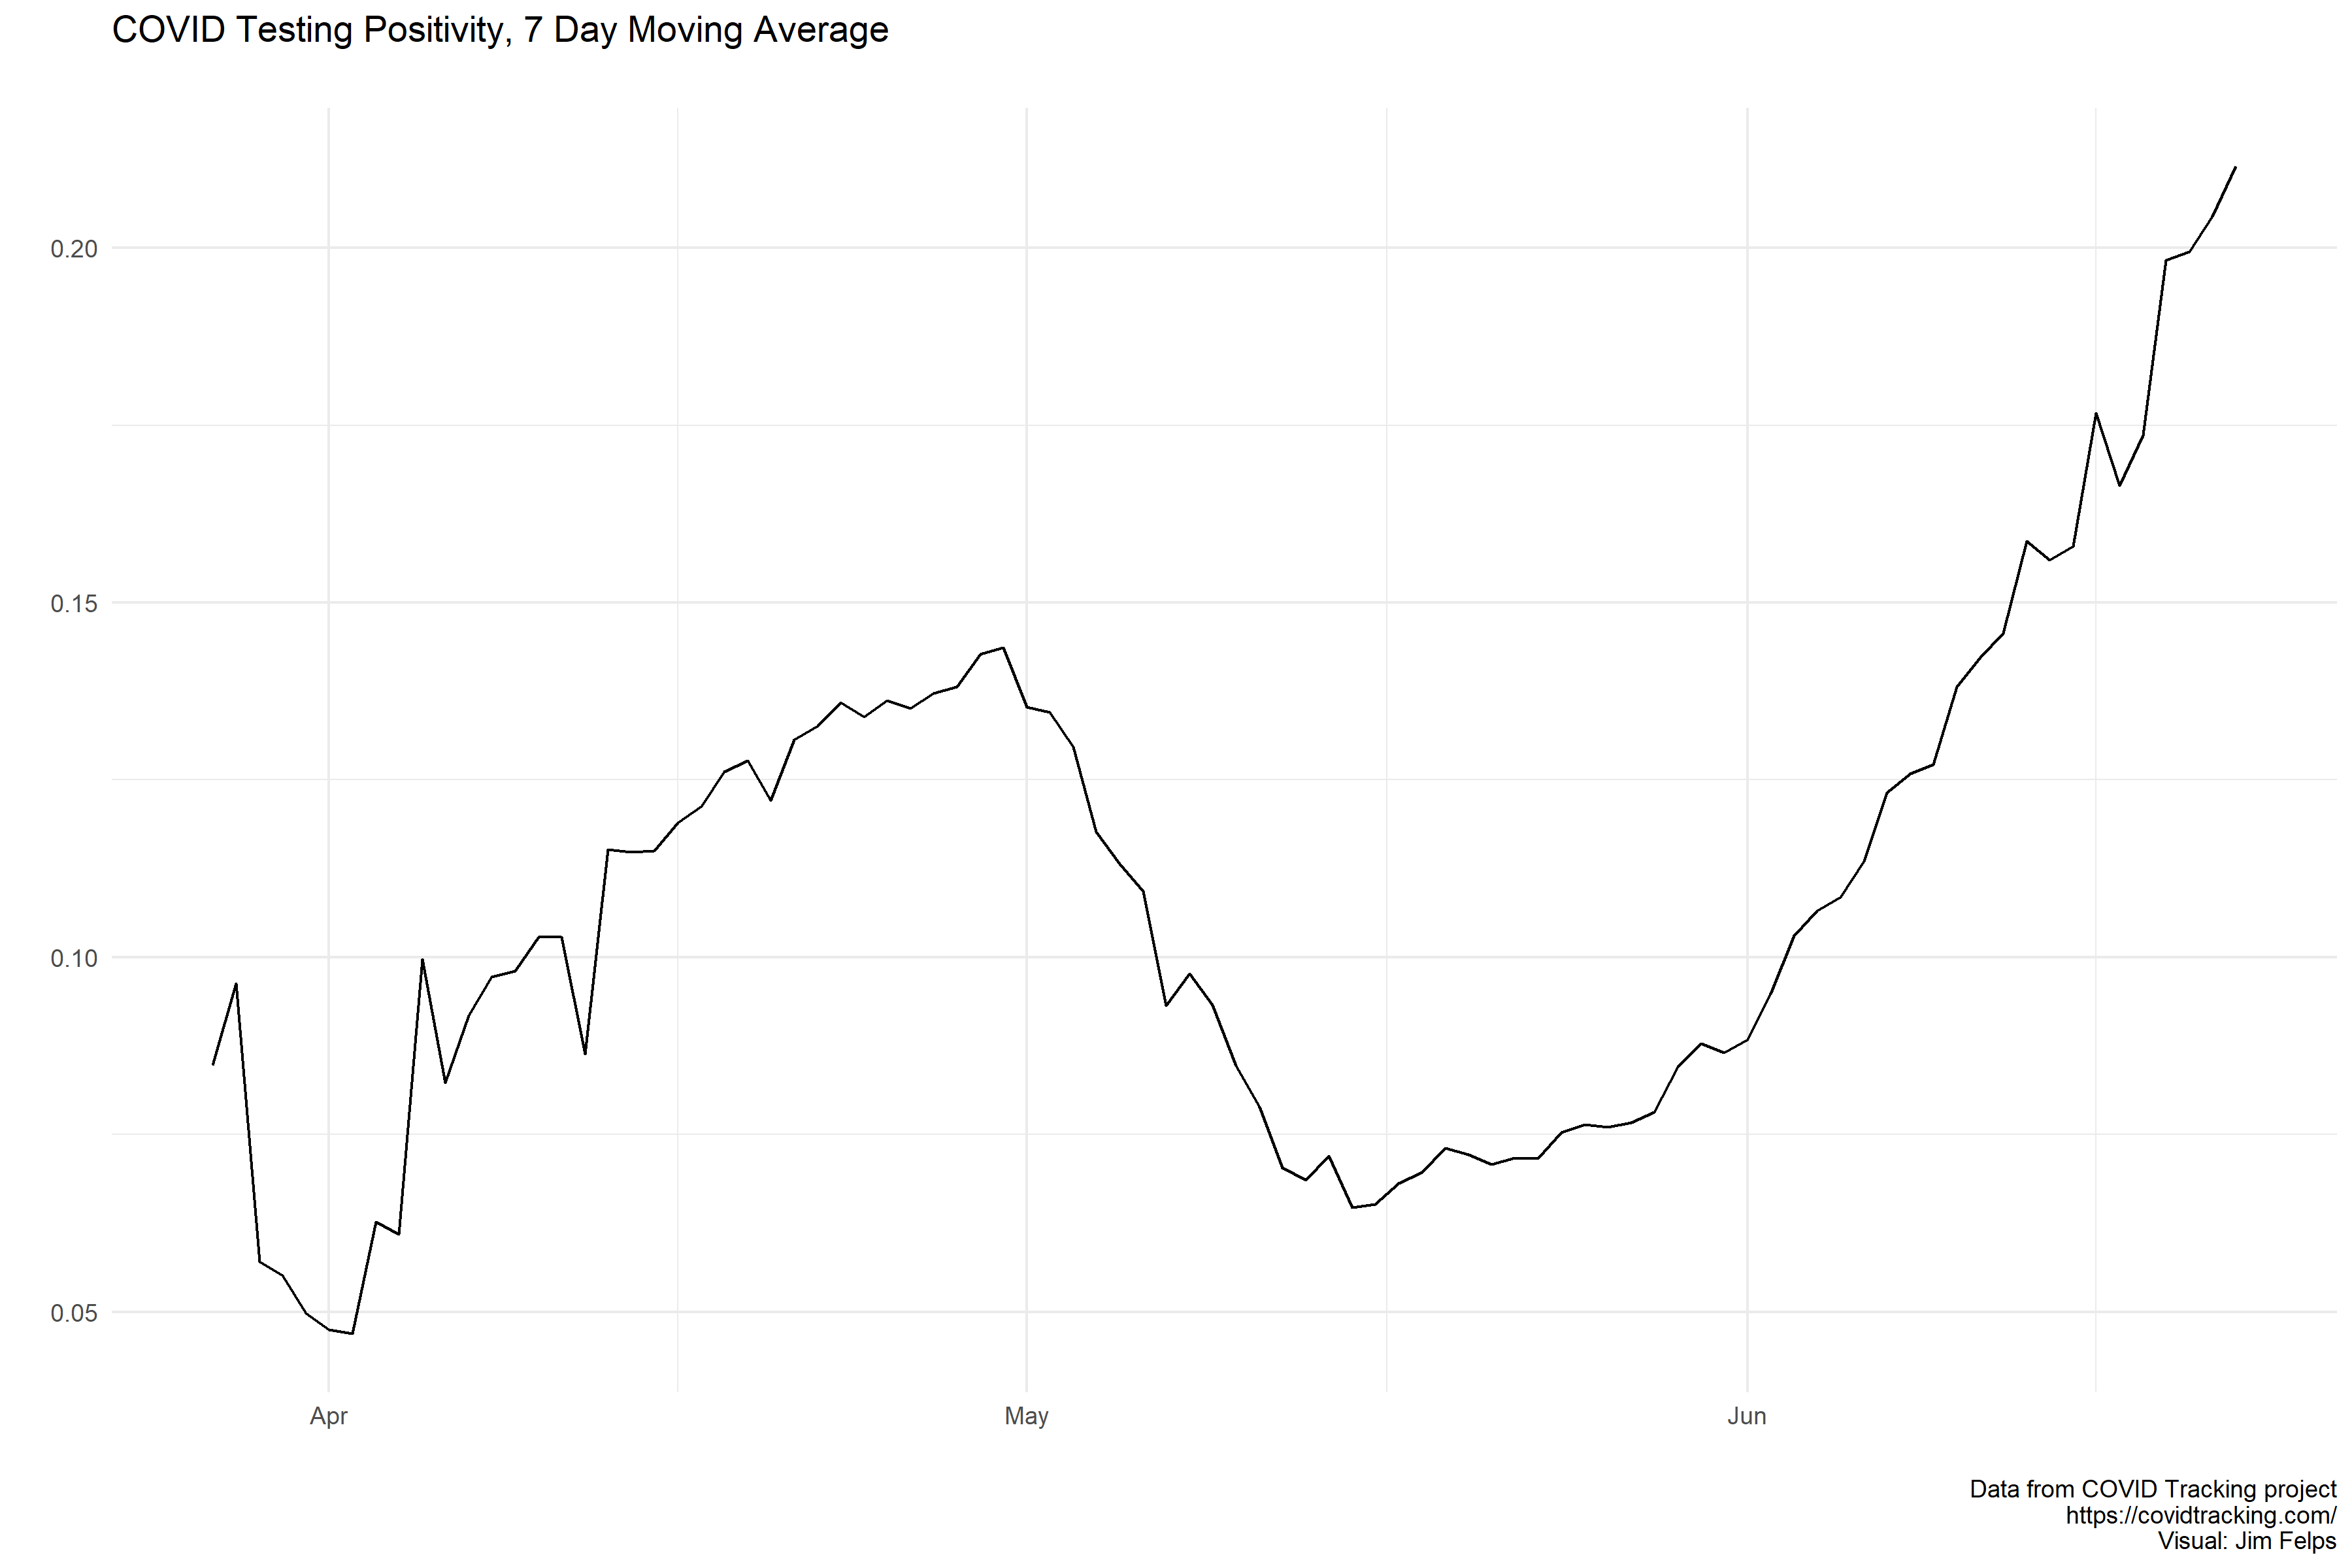 COVID Testing Positivity, 7 Day Moving Average
0.20
0.15
0.10
0.05
Apr May Jun
Data from COVID Tracking project
https://covidtracking.com/
Visual: Jim Felps